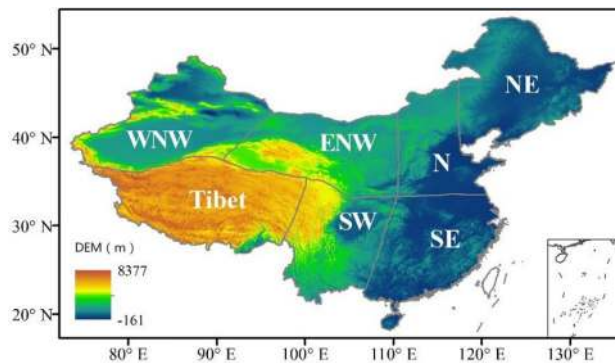 50° N
NE
WNW
ENW
40° N
N
Tibet
30° N
SW
SE
DEM ( m )
8377
-161
20° N
80° E
90° E
100° E
110° E
120° E
130° E